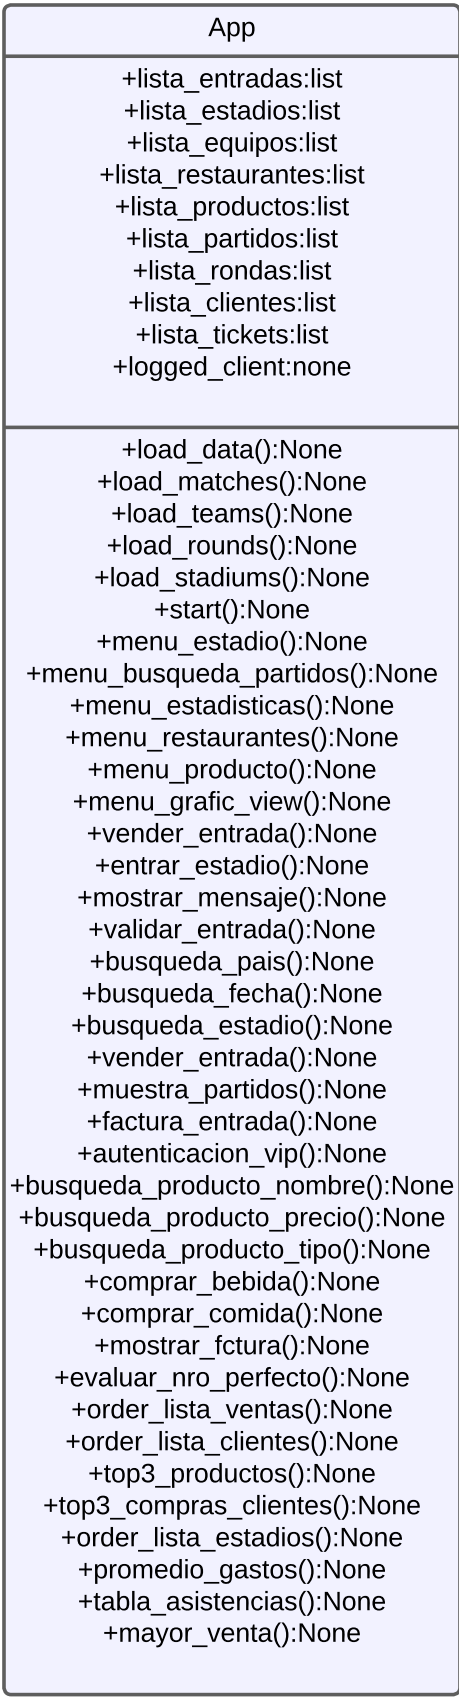 App
+lista_entradas:list
+lista_estadios:list
+lista_equipos:list
+lista_restaurantes:list
+lista_productos:list
+lista_partidos:list
+lista_rondas:list
+lista_clientes:list
+lista_tickets:list
+logged_client:none
+load_data():None
+load_matches():None
+load_teams():None
+load_rounds():None
+load_stadiums():None
+start():None
+menu_estadio():None
+menu_busqueda_partidos():None
+menu_estadisticas():None
+menu_restaurantes():None
+menu_producto():None
+menu_grafic_view():None
+vender_entrada():None
+entrar_estadio():None
+mostrar_mensaje():None
+validar_entrada():None
+busqueda_pais():None
+busqueda_fecha():None
+busqueda_estadio():None
+vender_entrada():None
+muestra_partidos():None
+factura_entrada():None
+autenticacion_vip():None
+busqueda_producto_nombre():None
+busqueda_producto_precio():None
+busqueda_producto_tipo():None
+comprar_bebida():None
+comprar_comida():None
+mostrar_fctura():None
+evaluar_nro_perfecto():None
+order_lista_ventas():None
+order_lista_clientes():None
+top3_productos():None
+top3_compras_clientes():None
+order_lista_estadios():None
+promedio_gastos():None
+tabla_asistencias():None
+mayor_venta():None